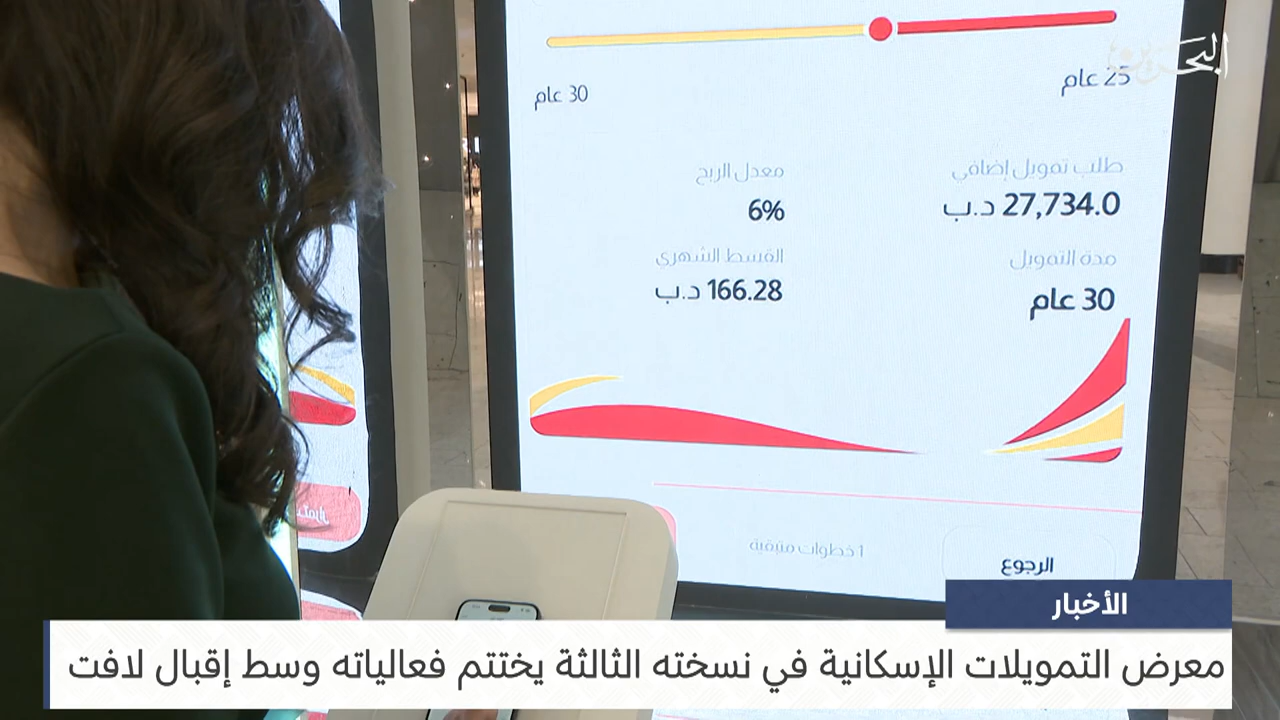 البحرين
25 عام
30 عام
طلب تمويل إضافي
معدل الربح
27,734.0 د.ب
6%
مدة التمويل
القسط الشهري
30 عام
166.28 د.ب
1 خطوات متبقية
الرجوع
الأخبار
معرض التمويلات الإسكانية في نسخته الثالثة يختتم فعالياته وسط إقبال لافت